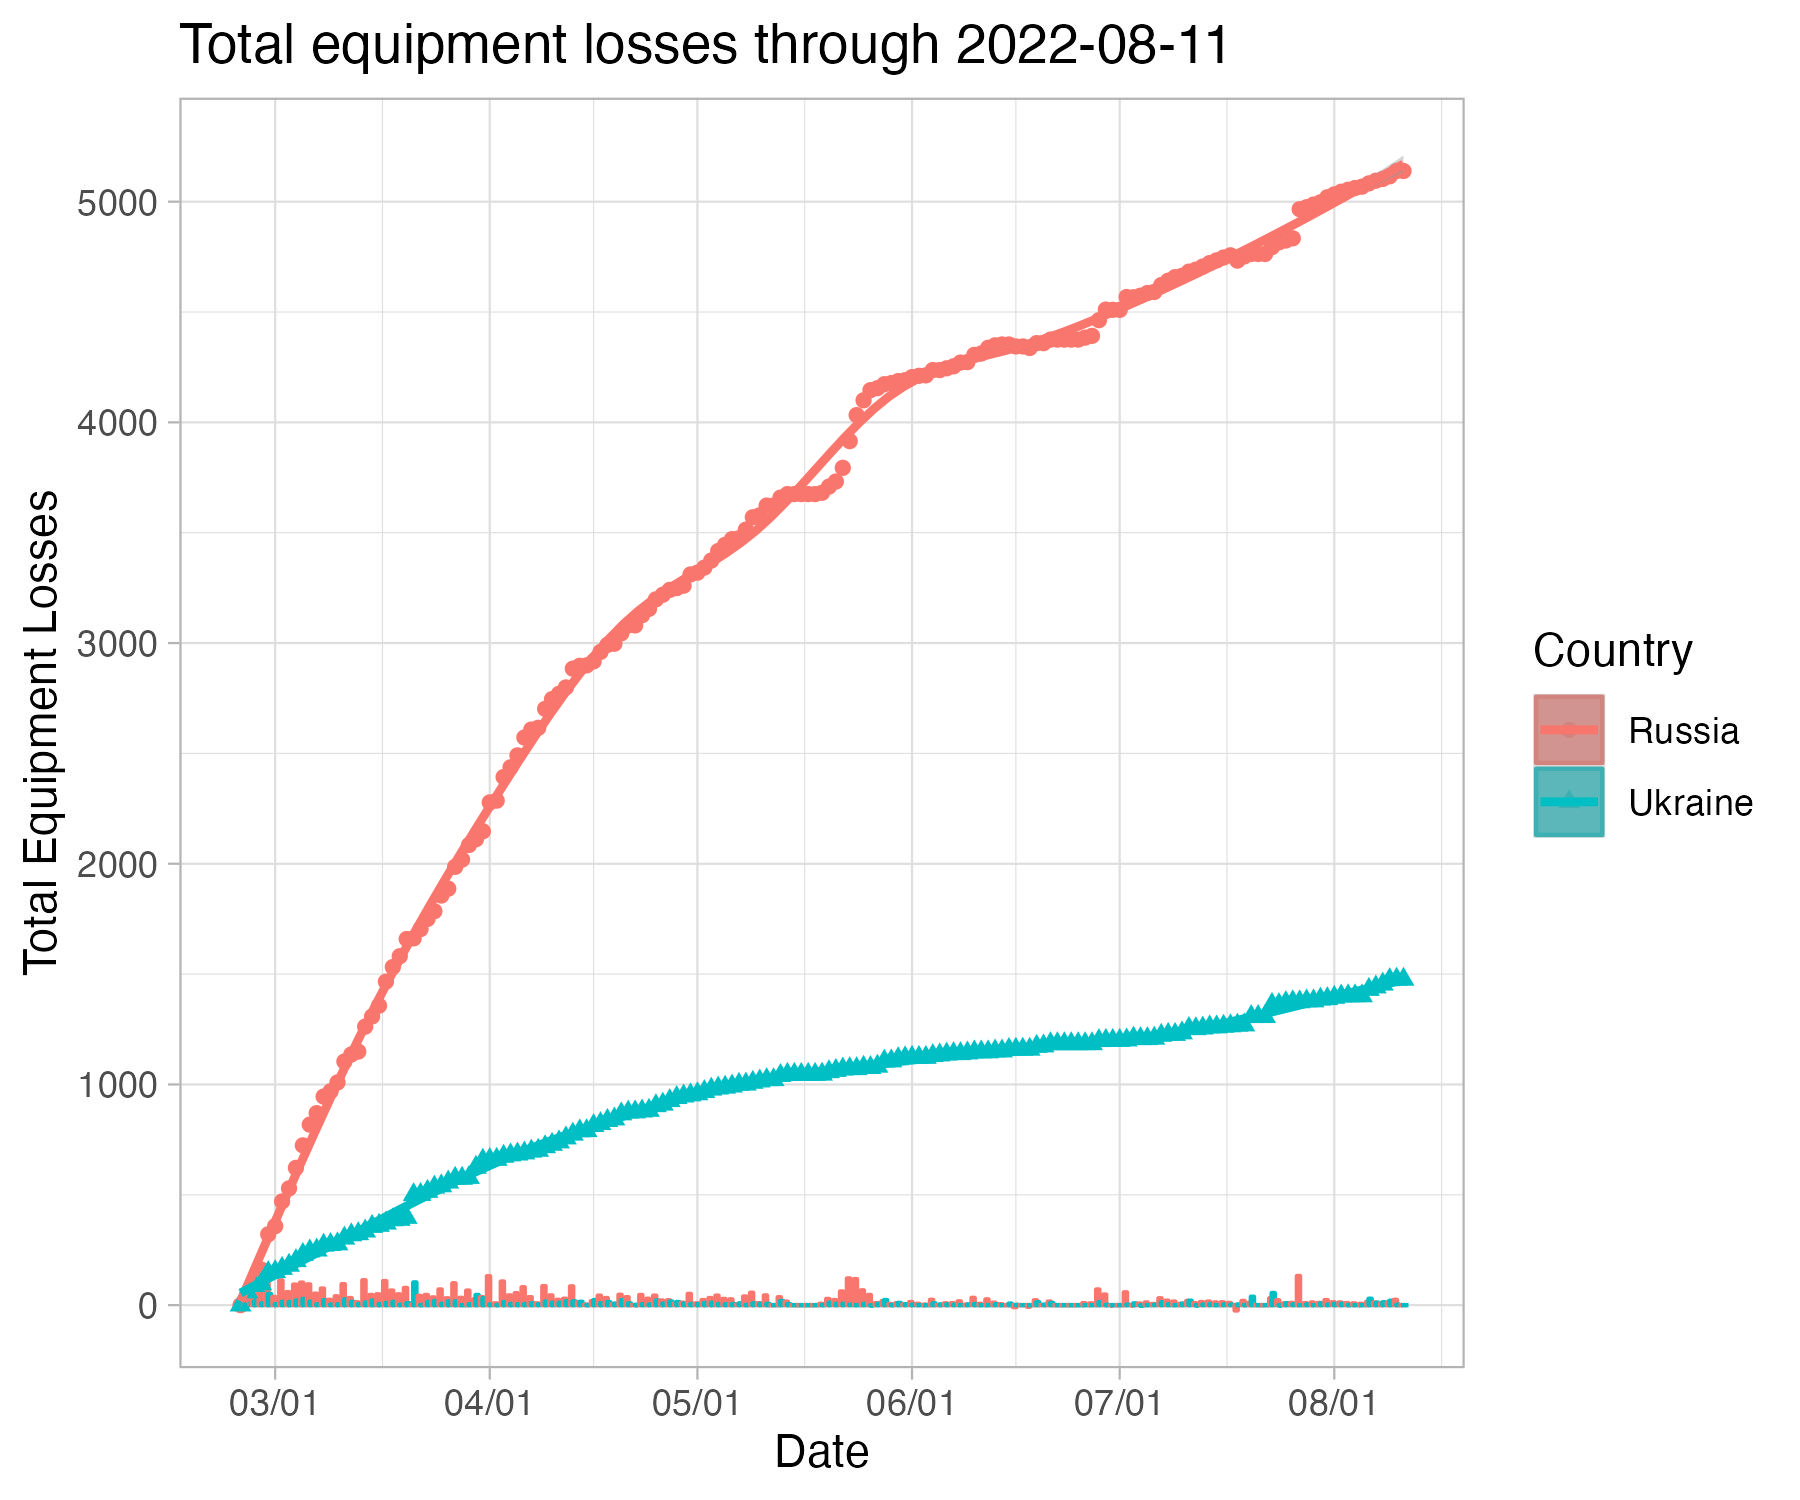 Total equipment losses through 2022-08-11
Total Equipment Losses
5000
4000
3000
2000
1000
0
03/01 04/01 05/01 06/01 07/01 08/01
Date
Country
Russia
Ukraine